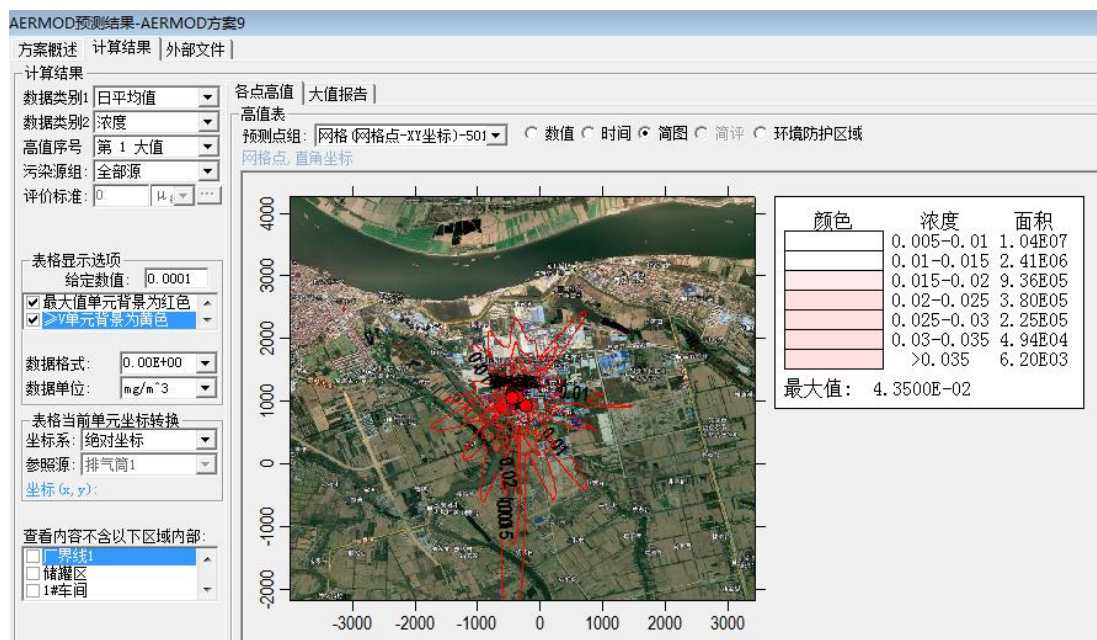 AERMOD预测结果-AERMOD方案9
方案概述 计算结果 外部文件
计算结果
数据类别1 日平均值
数据类别2: 浓度
高值序号 第 1 大值
污染源组: 全部源
评价标准: 0
表格显示选项
给定数值: 0.0001
最大值单元背景为红色
≥V单元背景为黄色
数据格式: 0.00E+00
数据单位: mg/m^3
表格当前单元坐标转换
坐标系: 绝对坐标
参照源: 排气筒1
坐标(x, y):
查看内容不含以下区域内部:
厂界线1
储罐区
1#车间
各点高值 大值报告
高值表
预测点组: 网格(网格点-XY坐标)-501 数值 时间 简图 简评 环境防护区域
网格点, 直角坐标
4000
3000
2000
1000
0
-1000
-2000
-3000 -2000 -1000 0 1000 2000 3000
0.01
0.01
0.02
颜色 浓度 面积
0.005-0.01 1.04E07
0.01-0.015 2.41E06
0.015-0.02 9.36E05
0.02-0.025 3.80E05
0.025-0.03 2.25E05
0.03-0.035 4.94E04
>0.035 6.20E03
最大值: 4.3500E-02